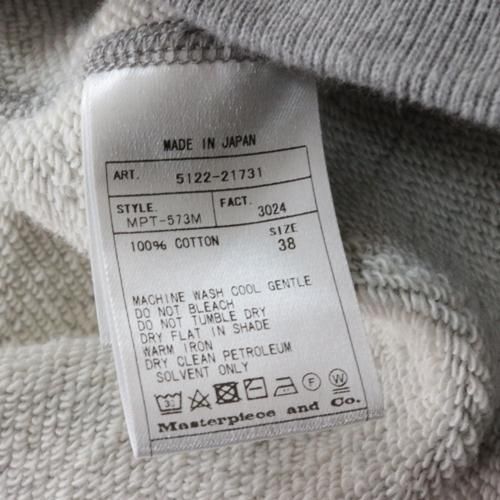 MADE IN JAPAN
ART. 5122-21731
STYLE. FACT.
MPT-573M 3024
100% COTTON SIZE
38
MACHINE WASH COOL GENTLE
DO NOT BLEACH
DO NOT TUMBLE DRY
DRY FLAT IN SHADE
WARM IRON
DRY CLEAN PETROLEUM
SOLVENT ONLY
Masterpiece and Co.